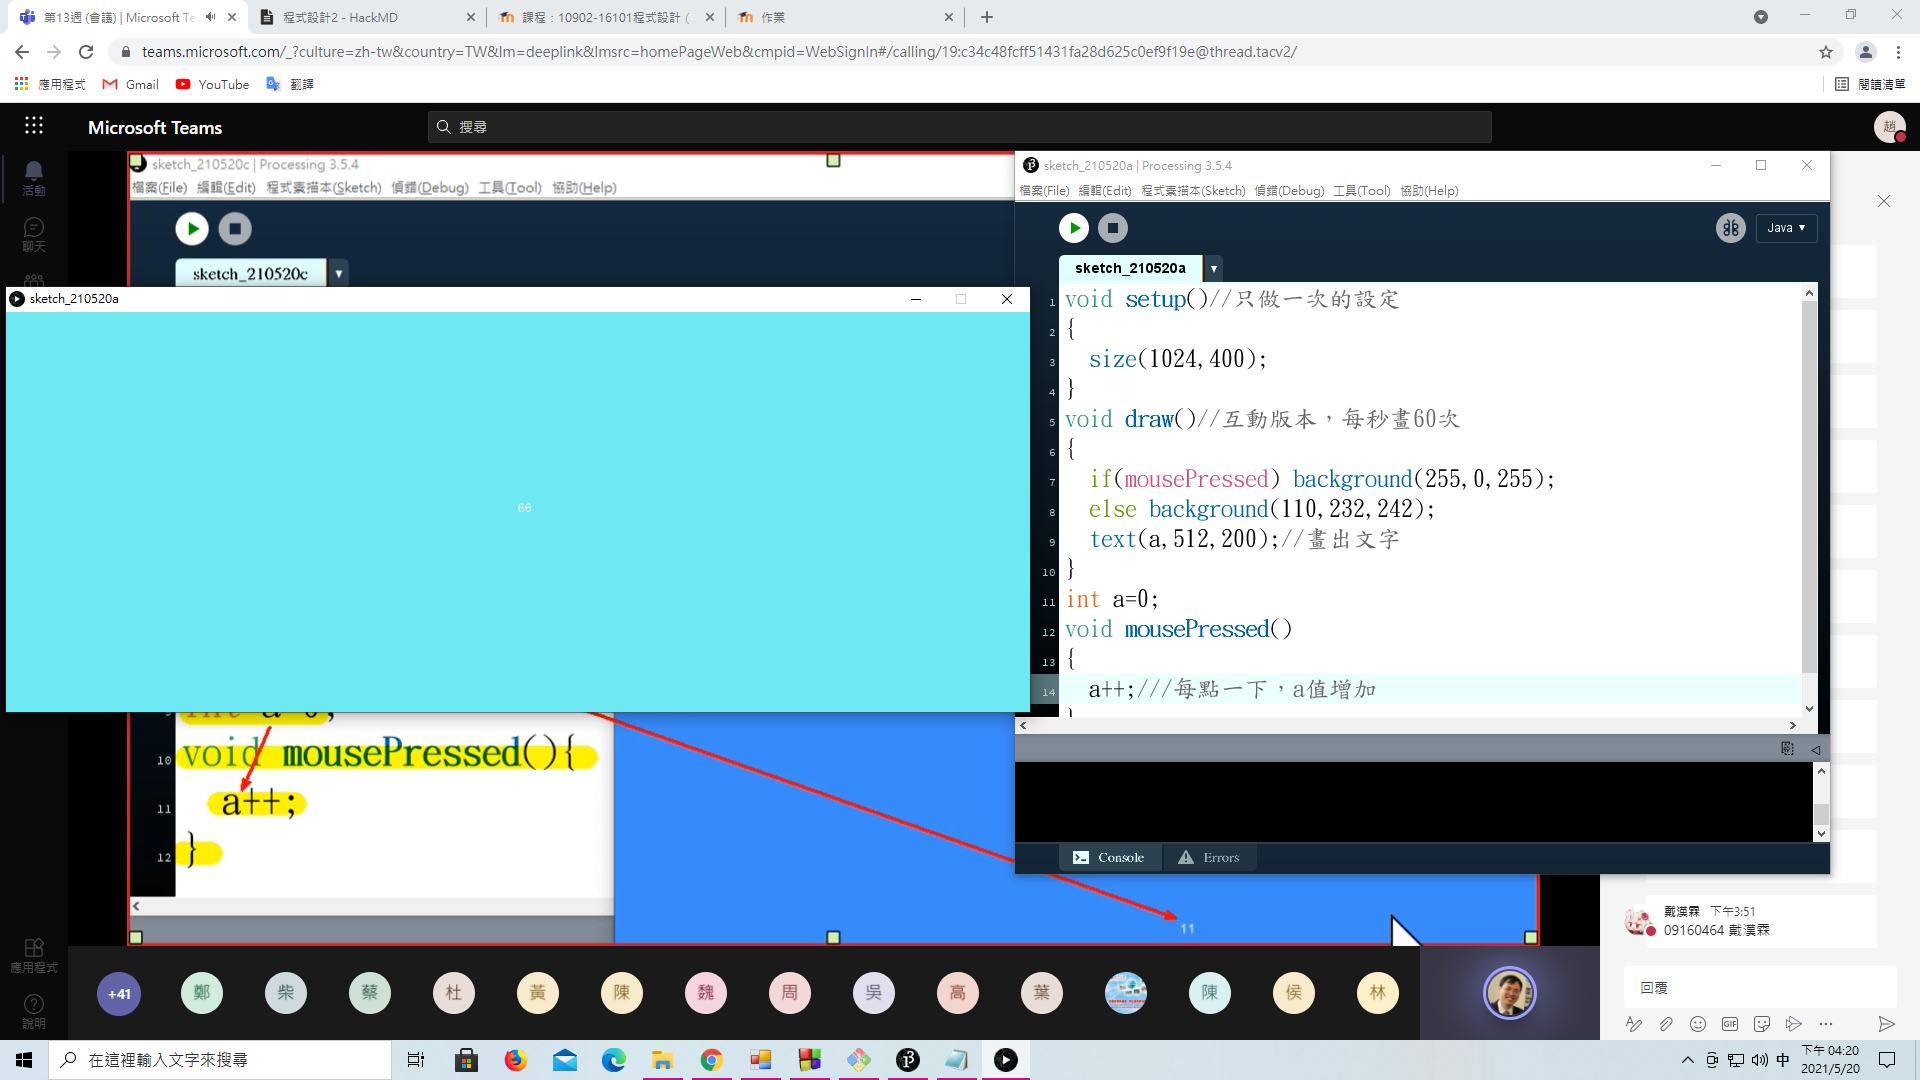 第13週 (會議) | Microsoft Te
程式設計2 - HackMD
課程：10902-16101程式設計 (
作業
teams.microsoft.com/_?culture=zh-tw&country=TW&lm=deeplink&lmsrc=homePageWeb&cmpid=WebSignIn#/calling/19:c34c48fcff51431fa28d625c0ef9f19e@thread.tacv2/
應用程式
Gmail
YouTube
翻譯
閱讀清單
Microsoft Teams
搜尋
趙
活動
聊天
sketch_210520c | Processing 3.5.4
檔案(File) 編輯(Edit) 程式素描本(Sketch) 偵錯(Debug) 工具(Tool) 協助(Help)
sketch_210520c
sketch_210520a
66
int a=0;
10 void mousePressed(){
11 a++;
12 }
11
sketch_210520a | Processing 3.5.4
檔案(File) 編輯(Edit) 程式素描本(Sketch) 偵錯(Debug) 工具(Tool) 協助(Help)
Java
sketch_210520a
1 void setup()//只做一次的設定
2 {
3 size(1024,400);
4 }
5 void draw()//互動版本，每秒畫60次
6 {
7 if(mousePressed) background(255,0,255);
8 else background(110,232,242);
9 text(a,512,200);//畫出文字
10 }
11 int a=0;
12 void mousePressed()
13 {
14 a++;///每點一下，a值增加
}
Console
Errors
戴漢霖 下午3:51
09160464 戴漢霖
回覆
GIF
應用程式
說明
+41
鄭
柴
蔡
杜
黃
陳
魏
周
吳
高
葉
陳
侯
林
在這裡輸入文字來搜尋
中
下午 04:20
2021/5/20